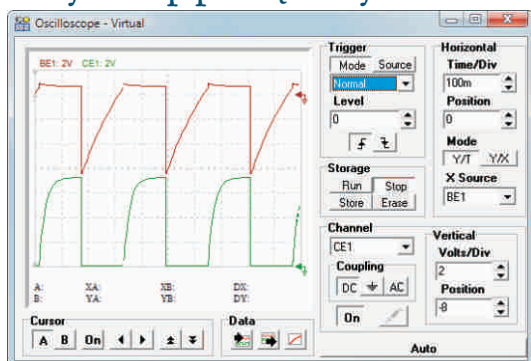 Oscilloscope - Virtual
BE1: 2V CE1: 2V
A: XA: XB: DX:
B: YA: YB: DY:
Cursor
A B On
Data
Trigger
Mode Source
Normal
Level
0
Storage
Run Stop
Store Erase
Channel
CE1
Coupling
DC AC
On
Horizontal
Time/Div
100m
Position
0
Mode
Y/T Y/X
X Source
BE1
Vertical
Volts/Div
2
Position
-8
Auto